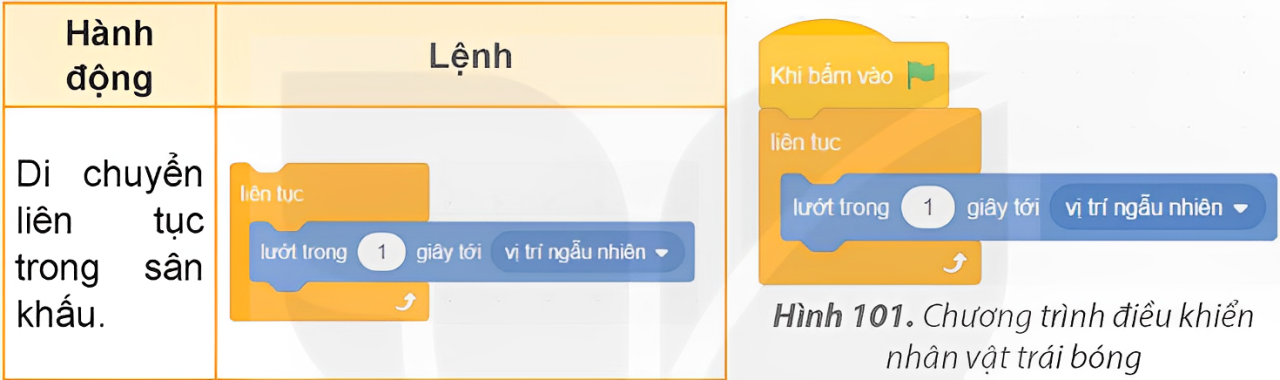 Hành
động
Lệnh
Di chuyển
liên tục
trong sân
khấu.
liên tục
lướt trong 1 giây tới vị trí ngẫu nhiên
Khi bấm vào
liên tục
lướt trong 1 giây tới vị trí ngẫu nhiên
Hình 101. Chương trình điều khiển
nhân vật trái bóng